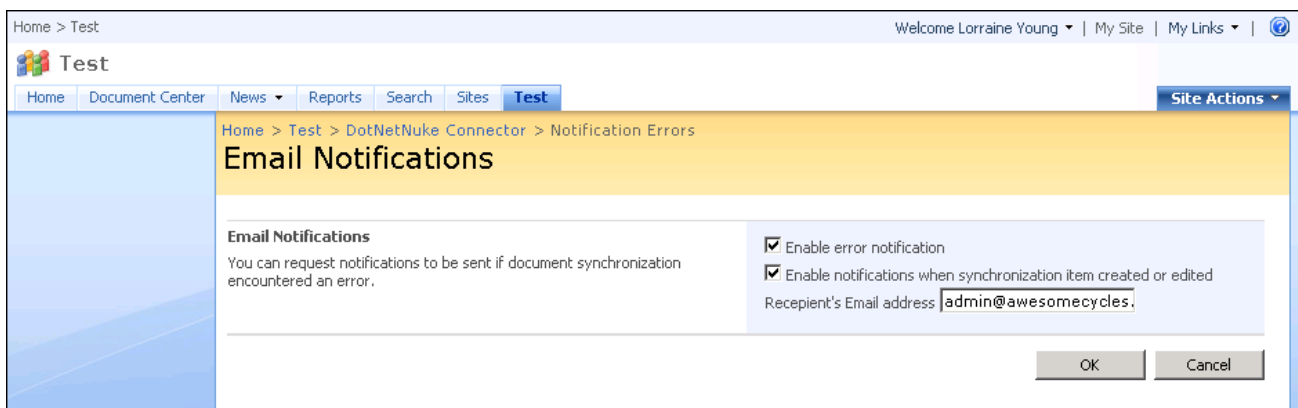 Home > Test
Welcome Lorraine Young | My Site | My Links |
Test
Home Document Center News Reports Search Sites Test Site Actions
Home > Test > DotNetNuke Connector > Notification Errors
Email Notifications
Email Notifications
You can request notifications to be sent if document synchronization
encountered an error.
Enable error notification
Enable notifications when synchronization item created or edited
Recepient's Email address admin@awesomecycles.
OK Cancel